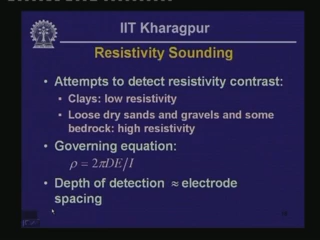 IIT Kharagpur
Resistivity Sounding
• Attempts to detect resistivity contrast:
• Clays: low resistivity
• Loose dry sands and gravels and some
bedrock: high resistivity
• Governing equation:
ρ = 2πDE/I
• Depth of detection ≈ electrode
spacing